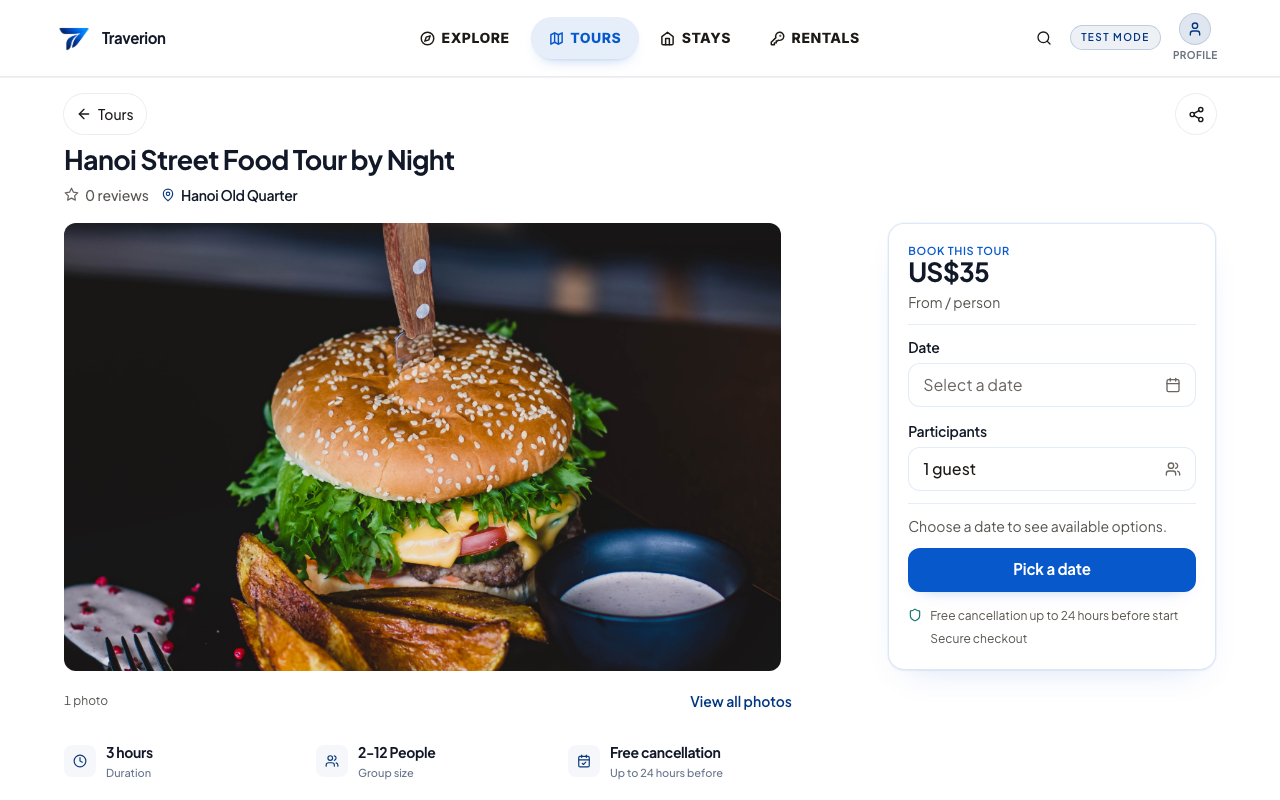 Traverion
EXPLORE
TOURS
STAYS
RENTALS
TEST MODE
PROFILE
Tours
Hanoi Street Food Tour by Night
0 reviews
Hanoi Old Quarter
BOOK THIS TOUR
US$35
From / person
Date
Select a date
Participants
1 guest
Choose a date to see available options.
Pick a date
Free cancellation up to 24 hours before start
Secure checkout
1 photo
View all photos
3 hours
Duration
2-12 People
Group size
Free cancellation
Up to 24 hours before